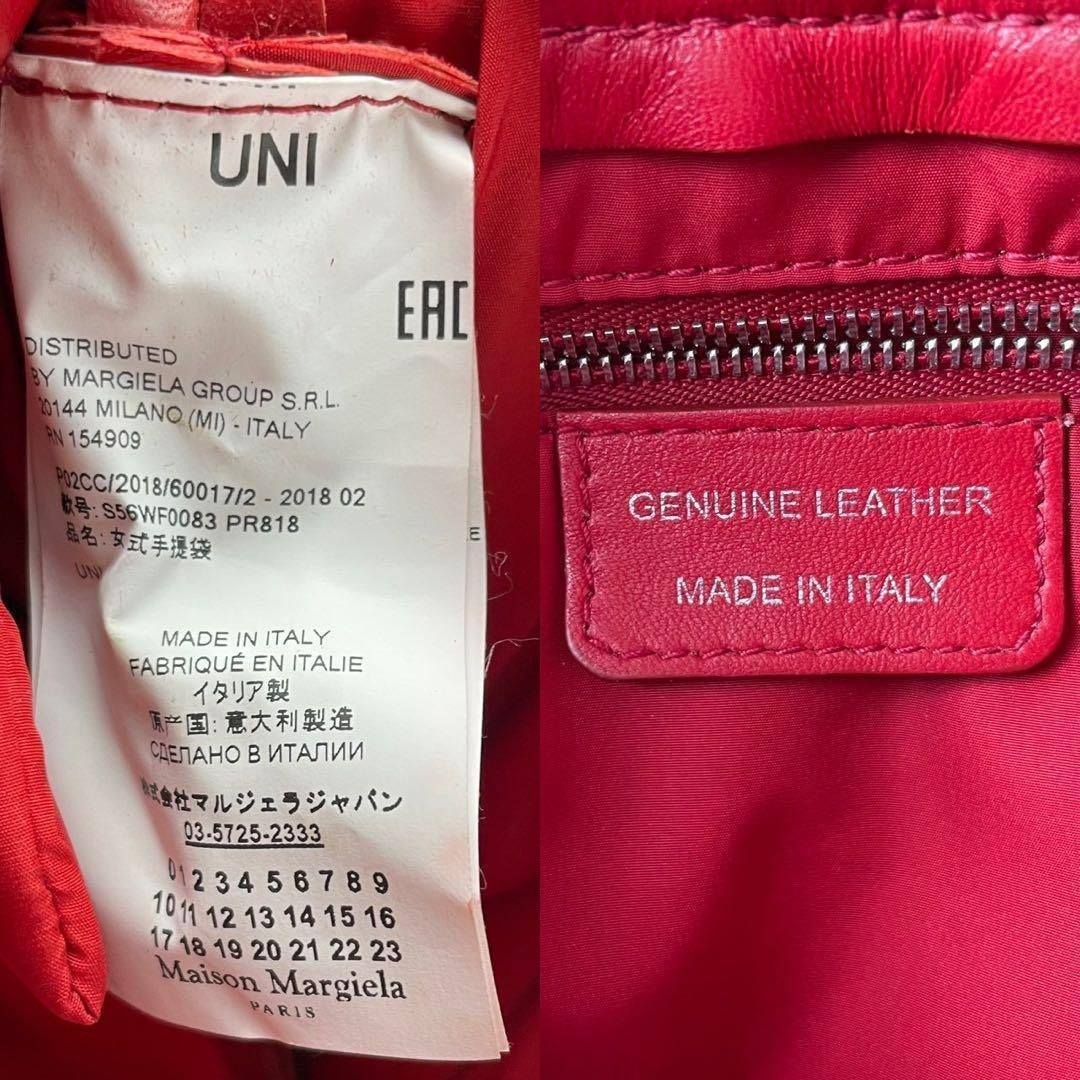 UNI
EAC
DISTRIBUTED
BY MARGIELA GROUP S.R.L.
20144 MILANO (MI) - ITALY
RN 154909
P02CC/2018/60017/2 - 2018 02
款号: S56WF0083 PR818
品名: 女式手提袋
UNI
E
MADE IN ITALY
FABRIQUÉ EN ITALIE
イタリア製
原产国: 意大利製造
СДЕЛАНО В ИТАЛИИ
株式会社マルジェラジャパン
03-5725-2333
0 1 2 3 4 5 6 7 8 9
10 11 12 13 14 15 16
17 18 19 20 21 22 23
Maison Margiela
PARIS
GENUINE LEATHER
MADE IN ITALY